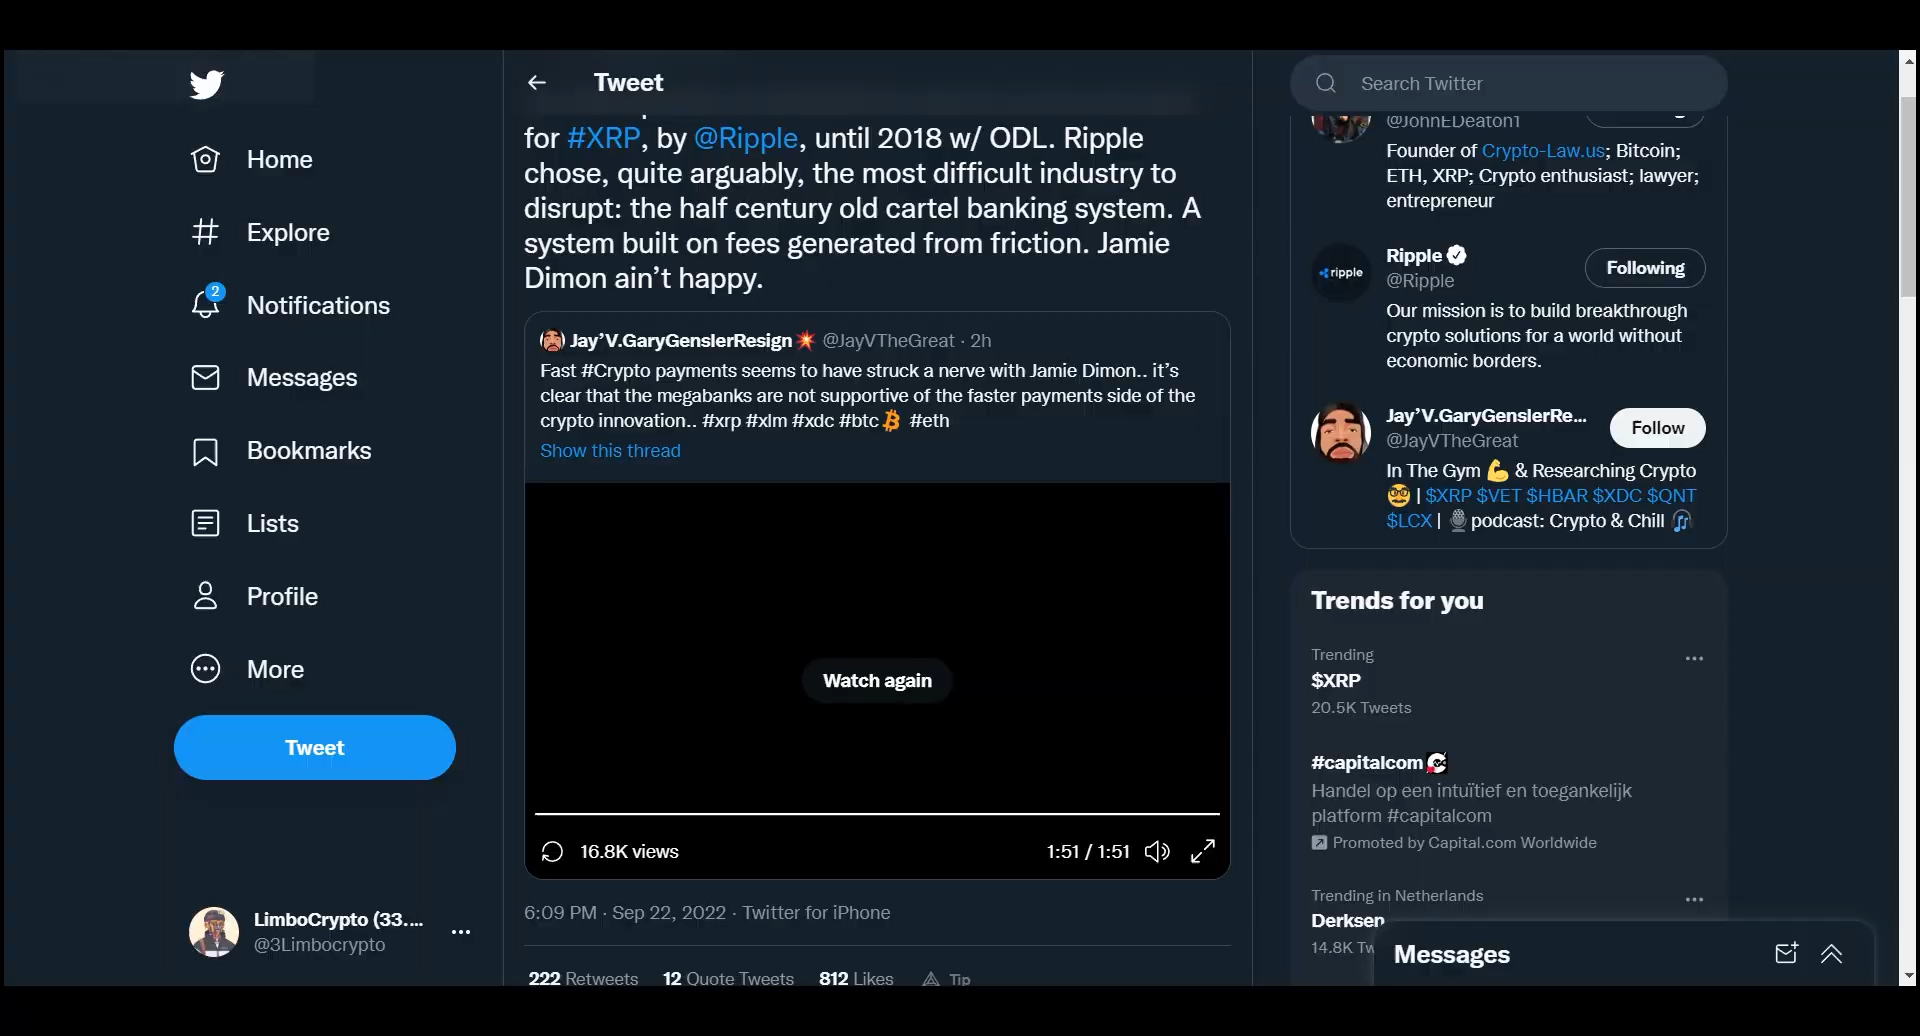 Home
Explore
2
Notifications
Messages
Bookmarks
Lists
Profile
More
Tweet
LimboCrypto (33....
@3Limbocrypto
Tweet
for #XRP, by @Ripple, until 2018 w/ ODL. Ripple
chose, quite arguably, the most difficult industry to
disrupt: the half century old cartel banking system. A
system built on fees generated from friction. Jamie
Dimon ain’t happy.
Jay’V.GaryGenslerResign @JayVTheGreat · 2h
Fast #Crypto payments seems to have struck a nerve with Jamie Dimon.. it’s
clear that the megabanks are not supportive of the faster payments side of the
crypto innovation.. #xrp #xlm #xdc #btc #eth
Show this thread
Watch again
16.8K views
1:51 / 1:51
6:09 PM · Sep 22, 2022 · Twitter for iPhone
222 Retweets 12 Quote Tweets 812 Likes Tip
Search Twitter
@JohnEDeaton1
Founder of Crypto-Law.us; Bitcoin;
ETH, XRP; Crypto enthusiast; lawyer;
entrepreneur
ripple
Ripple
@Ripple
Following
Our mission is to build breakthrough
crypto solutions for a world without
economic borders.
Jay’V.GaryGenslerRe...
@JayVTheGreat
Follow
In The Gym & Researching Crypto
| $XRP $VET $HBAR $XDC $QNT
$LCX | podcast: Crypto & Chill
Trends for you
Trending
$XRP
20.5K Tweets
#capitalcom
Handel op een intuïtief en toegankelijk
platform #capitalcom
Promoted by Capital.com Worldwide
Trending in Netherlands
Derksen
14.8K Tw
Messages